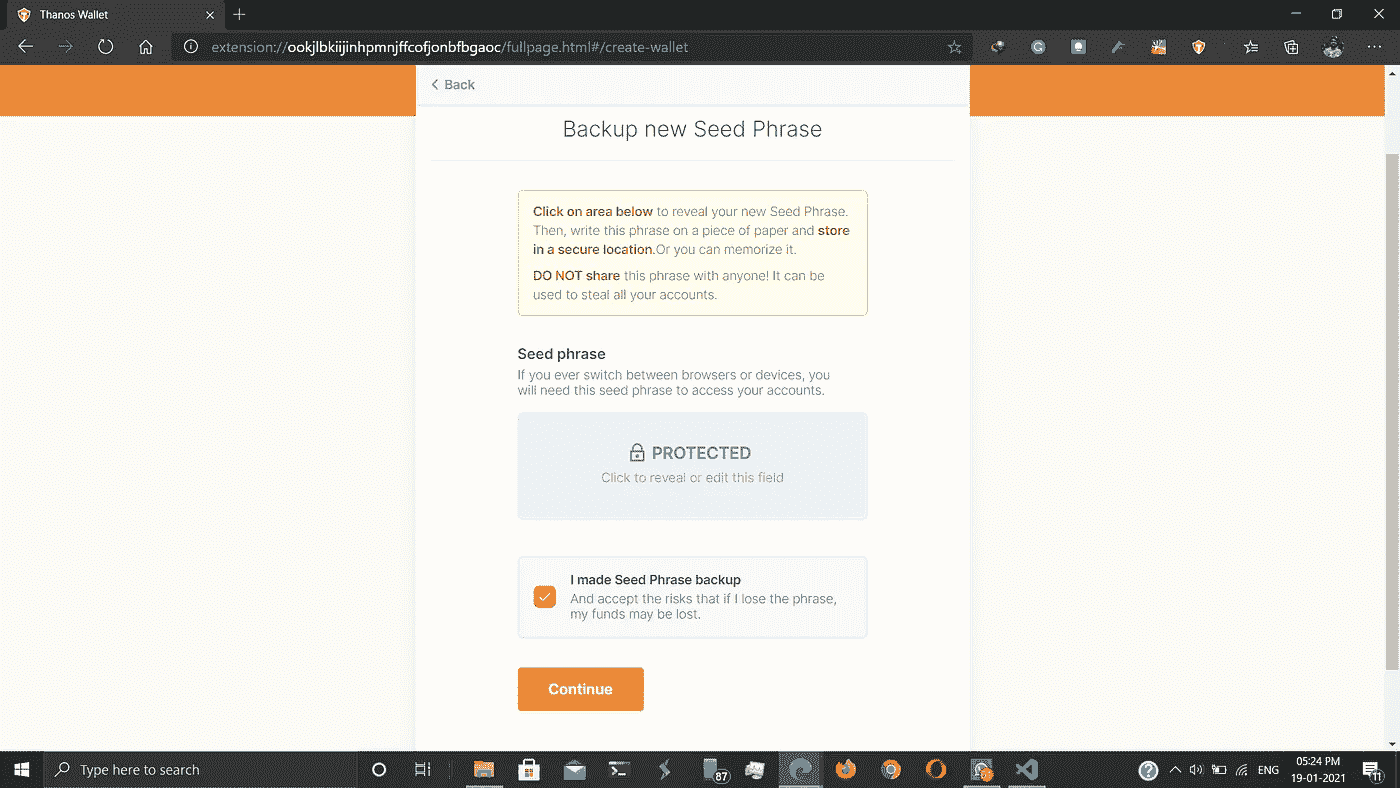 Thanos Wallet
extension://ookjlbkiijinhpmnjffcofjonbfbgaoc/fullpage.html#/create-wallet
Back
Backup new Seed Phrase
Click on area below to reveal your new Seed Phrase.
Then, write this phrase on a piece of paper and store
in a secure location.Or you can memorize it.
DO NOT share this phrase with anyone! It can be
used to steal all your accounts.
Seed phrase
If you ever switch between browsers or devices, you
will need this seed phrase to access your accounts.
PROTECTED
Click to reveal or edit this field
I made Seed Phrase backup
And accept the risks that if I lose the phrase,
my funds may be lost.
Continue
Type here to search
87
ENG
05:24 PM
19-01-2021
11